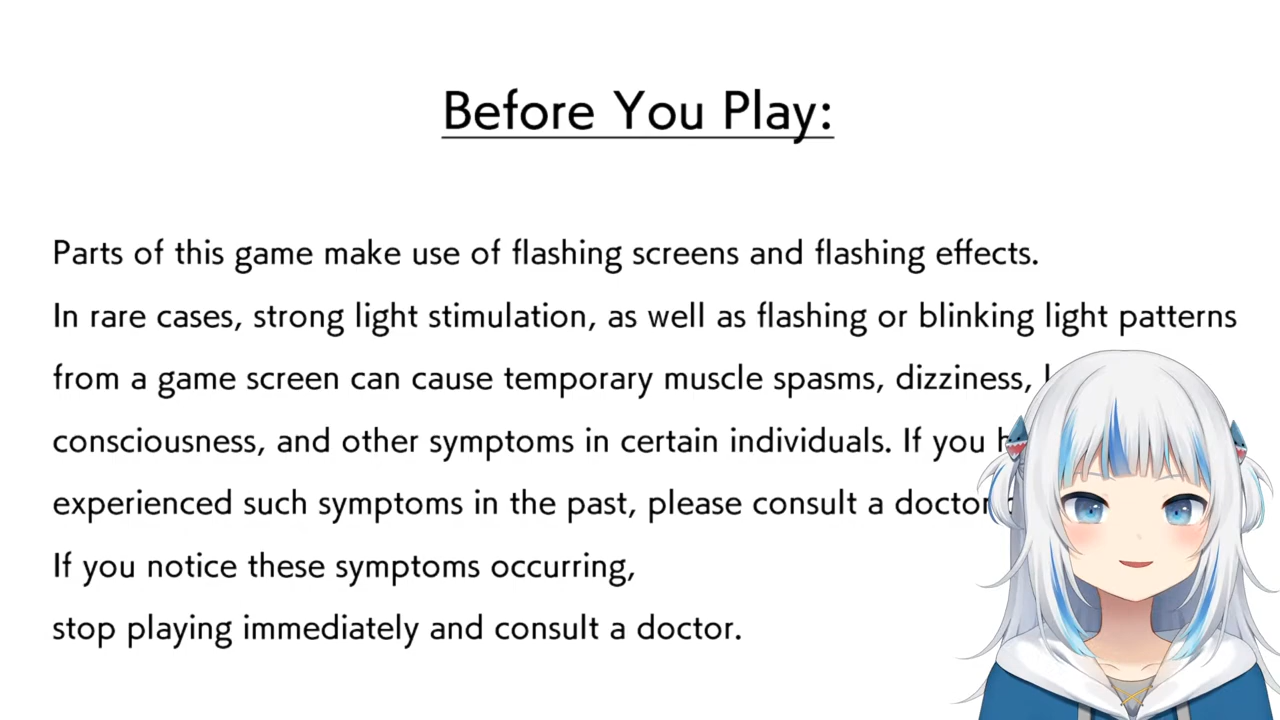 Before You Play:
Parts of this game make use of flashing screens and flashing effects.
In rare cases, strong light stimulation, as well as flashing or blinking light patterns
from a game screen can cause temporary muscle spasms, dizziness,
consciousness, and other symptoms in certain individuals. If you
experienced such symptoms in the past, please consult a doctor
If you notice these symptoms occurring,
stop playing immediately and consult a doctor.